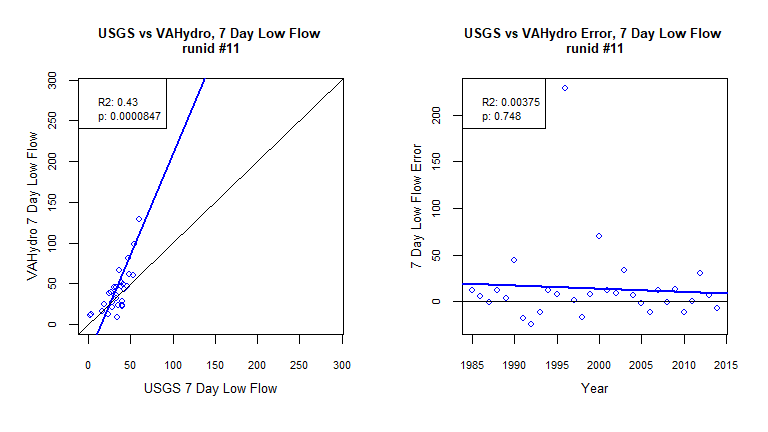 USGS vs VAHydro, 7 Day Low Flow
runid #11
R2: 0.43
p: 0.0000847
300
250
200
150
100
50
0
VAHydro 7 Day Low Flow
0 50 100 150 200 250 300
USGS 7 Day Low Flow
USGS vs VAHydro Error, 7 Day Low Flow
runid #11
R2: 0.00375
p: 0.748
200
150
100
50
0
7 Day Low Flow Error
1985 1990 1995 2000 2005 2010 2015
Year